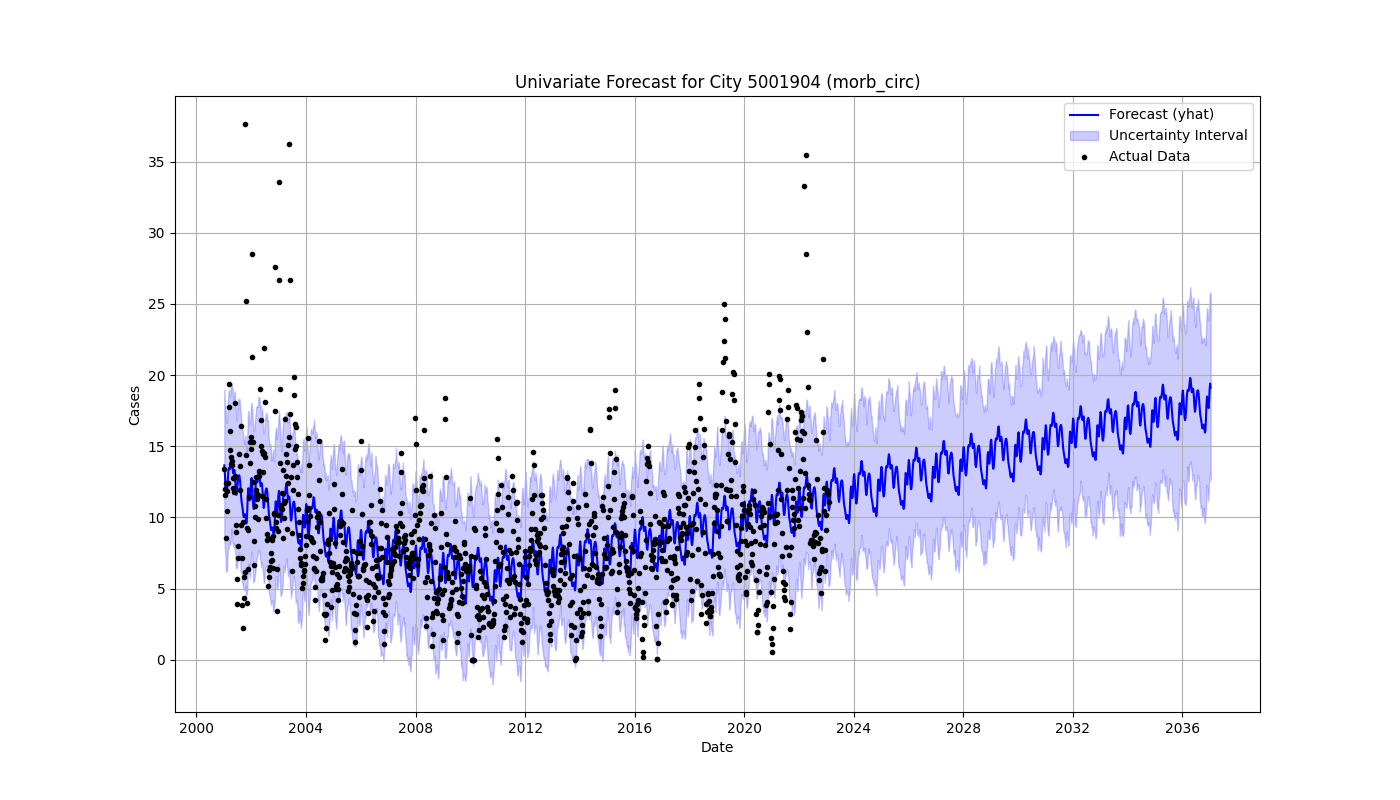 Univariate Forecast for City 5001904 (morb_circ)
Forecast (yhat)
Uncertainty Interval
Actual Data
Cases
35
30
25
20
15
10
5
0
2000 2004 2008 2012 2016 2020 2024 2028 2032 2036
Date